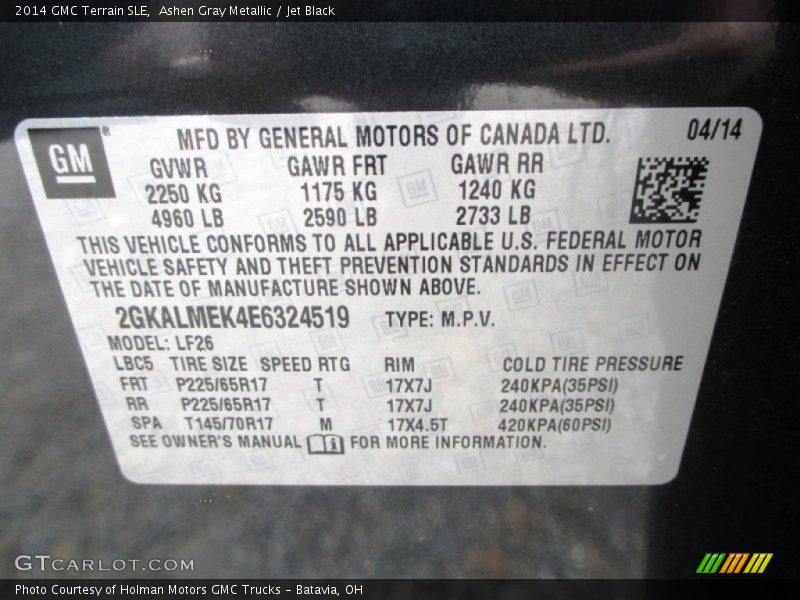 2014 GMC Terrain SLE,  Ashen Gray Metallic / Jet Black
GM®
MFD BY GENERAL MOTORS OF CANADA LTD. 04/14
GVWR GAWR FRT GAWR RR
2250 KG 1175 KG 1240 KG
4960 LB 2590 LB 2733 LB
THIS VEHICLE CONFORMS TO ALL APPLICABLE U.S. FEDERAL MOTOR
VEHICLE SAFETY AND THEFT PREVENTION STANDARDS IN EFFECT ON
THE DATE OF MANUFACTURE SHOWN ABOVE.
2GKALMEK4E6324519 TYPE: M.P.V.
MODEL: LF26
LBC5 TIRE SIZE SPEED RTG RIM COLD TIRE PRESSURE
FRT P225/65R17 T 17X7J 240KPA(35PSI)
RR P225/65R17 T 17X7J 240KPA(35PSI)
SPA T145/70R17 M 17X4.5T 420KPA(60PSI)
SEE OWNER'S MANUAL FOR MORE INFORMATION.
GTCARLOT.COM
Photo Courtesy of Holman Motors GMC Trucks - Batavia, OH